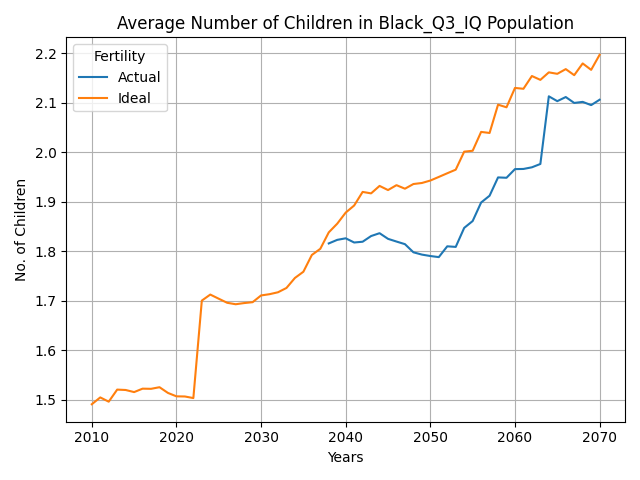 Average Number of Children in Black_Q3_IQ Population
Fertility
Actual
Ideal
No. of Children
2.2
2.1
2.0
1.9
1.8
1.7
1.6
1.5
2010 2020 2030 2040 2050 2060 2070
Years